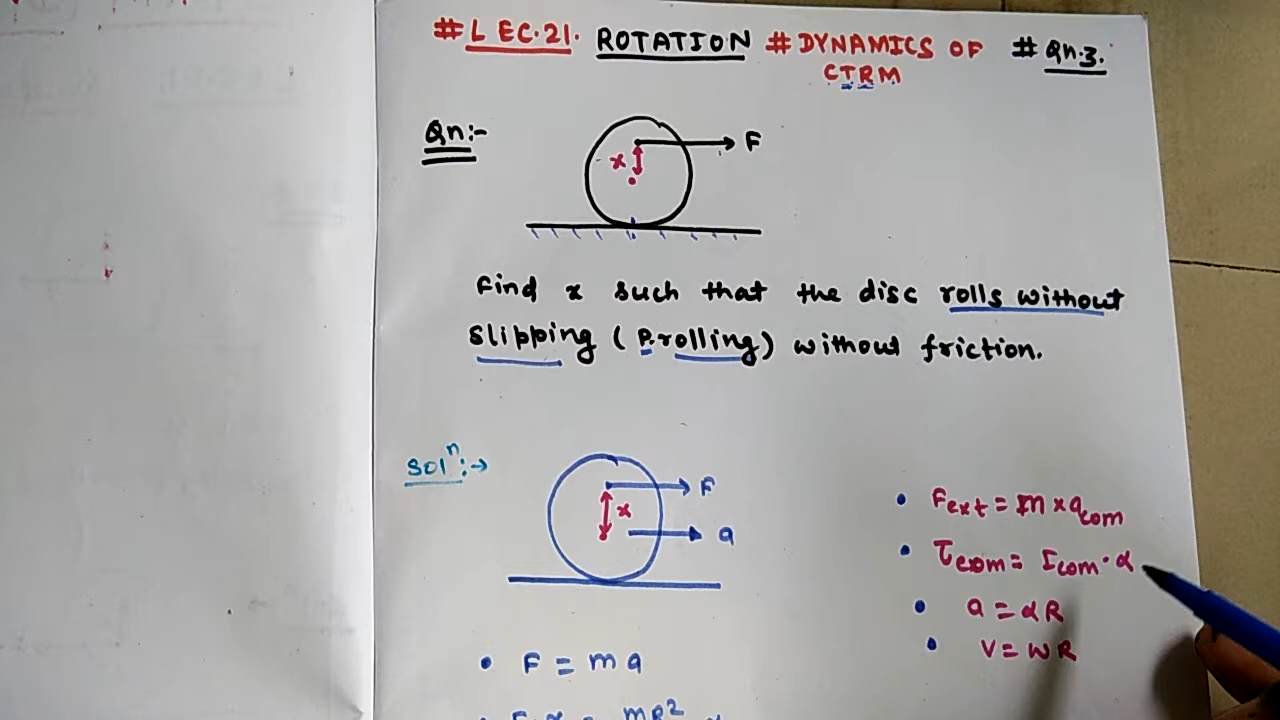 # LEC.21. ROTATION # DYNAMICS OF CTRM # Qn.3.
Qn:-
F
x
Find x such that the disc rolls without
slipping (P.rolling) without friction.
Solⁿ:→
F
x
a
• Fext = m × acom
• τcom = Icom · α
• a = αR
• V = ωR
• F = ma
• F·x = mR²